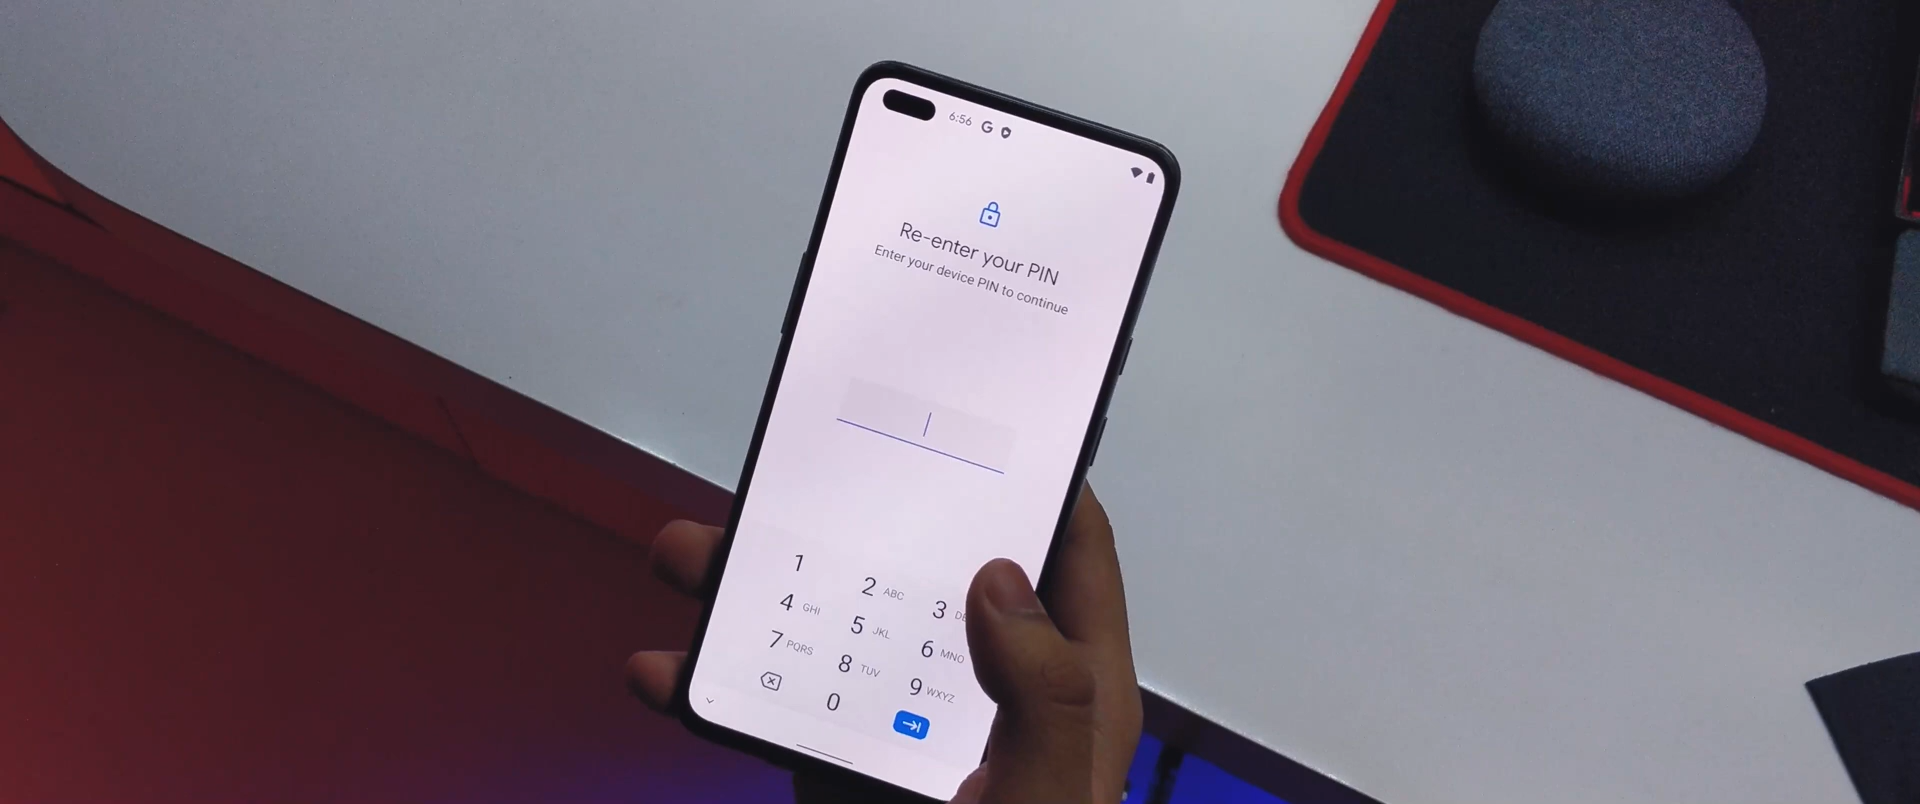 6:56 G
Re-enter your PIN
Enter your device PIN to continue
1 2 ABC 3
4 GHI 5 JKL 6 MNO
7 PQRS 8 TUV 9 WXYZ
0